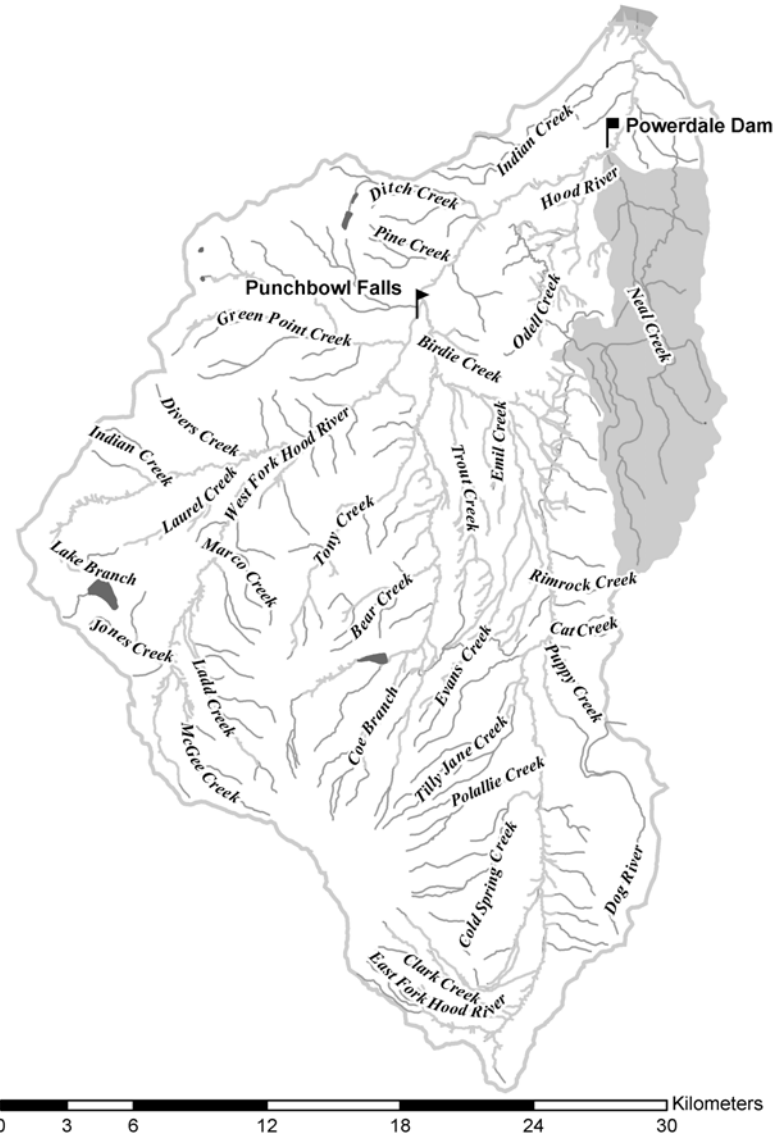 Powerdale Dam
Indian Creek
Hood River
Ditch Creek
Pine Creek
Punchbowl Falls
Odell Creek
Neal Creek
Green Point Creek
Birdie Creek
Divers Creek
Indian Creek
West Fork Hood River
Laurel Creek
Trout Creek
Emil Creek
Tony Creek
Lake Branch
Marco Creek
Bear Creek
Rimrock Creek
Cat Creek
Jones Creek
Ladd Creek
Evans Creek
Puppy Creek
McGee Creek
Coe Branch
Tilly Jane Creek
Polallie Creek
Cold Spring Creek
Dog River
Clark Creek
East Fork Hood River
Kilometers
0 3 6 12 18 24 30